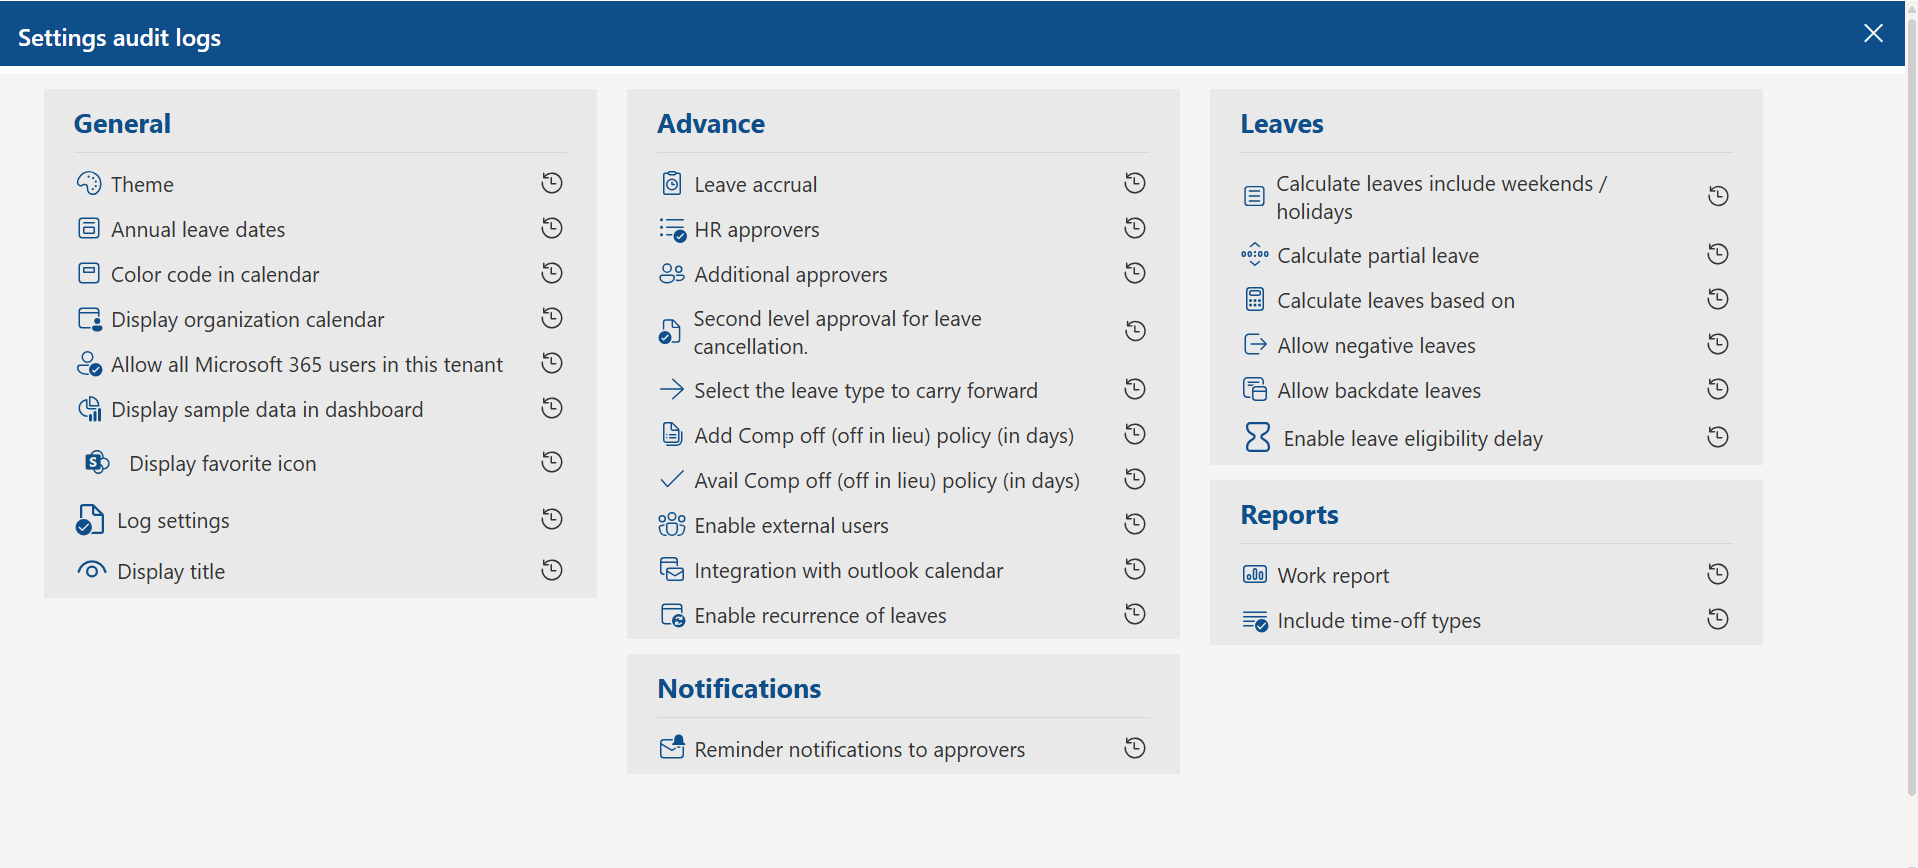 Settings audit logs
General
Theme
Annual leave dates
Color code in calendar
Display organization calendar
Allow all Microsoft 365 users in this tenant
Display sample data in dashboard
Display favorite icon
Log settings
Display title
Advance
Leave accrual
HR approvers
Additional approvers
Second level approval for leave
cancellation.
Select the leave type to carry forward
Add Comp off (off in lieu) policy (in days)
Avail Comp off (off in lieu) policy (in days)
Enable external users
Integration with outlook calendar
Enable recurrence of leaves
Notifications
Reminder notifications to approvers
Leaves
Calculate leaves include weekends /
holidays
Calculate partial leave
Calculate leaves based on
Allow negative leaves
Allow backdate leaves
Enable leave eligibility delay
Reports
Work report
Include time-off types